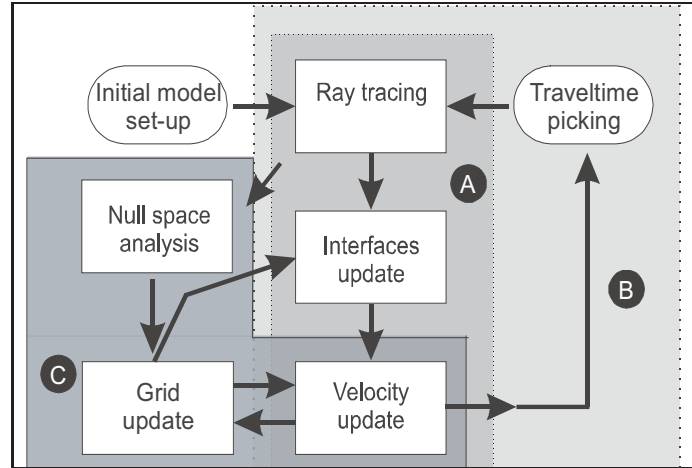 Initial model
set-up
Ray tracing
Traveltime
picking
A
Null space
analysis
Interfaces
update
B
C
Grid
update
Velocity
update